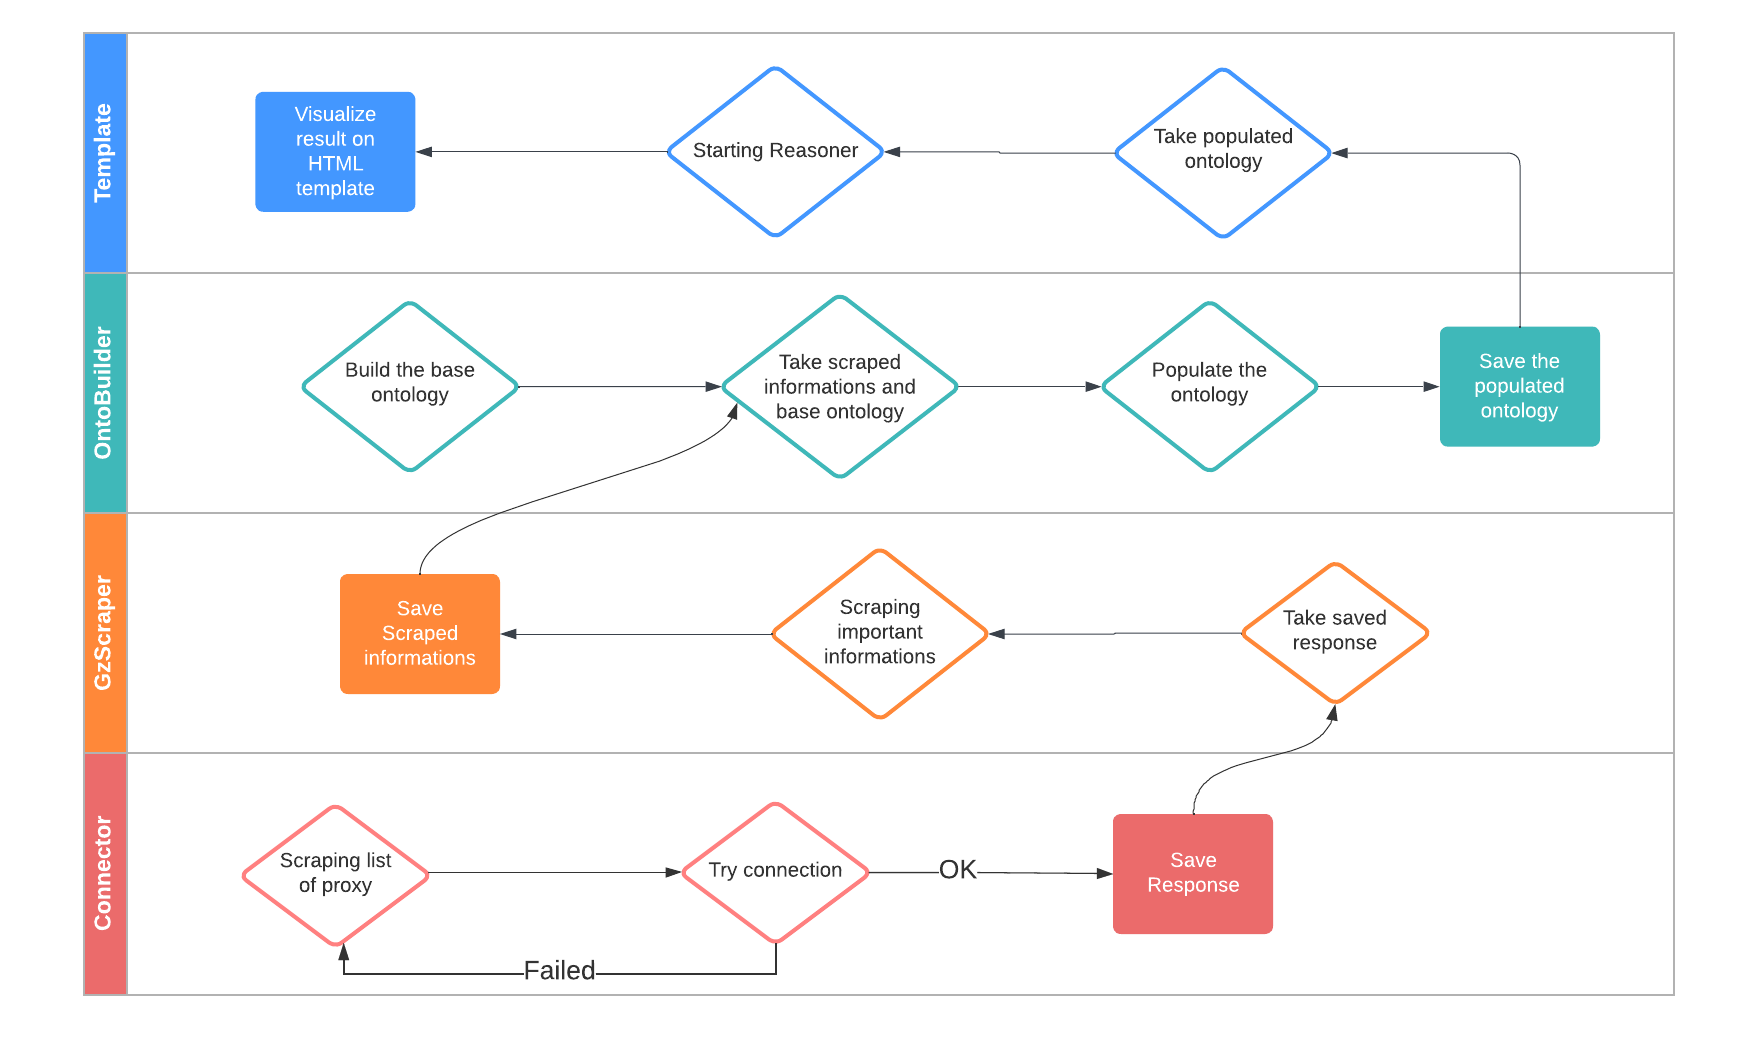 Template
Visualize
result on
HTML
template
Starting Reasoner
Take populated
ontology
OntoBuilder
Build the base
ontology
Take scraped
informations and
base ontology
Populate the
ontology
Save the
populated
ontology
GzScraper
Save
Scraped
informations
Scraping
important
informations
Take saved
response
Connector
Scraping list
of proxy
Try connection
OK
Save
Response
Failed